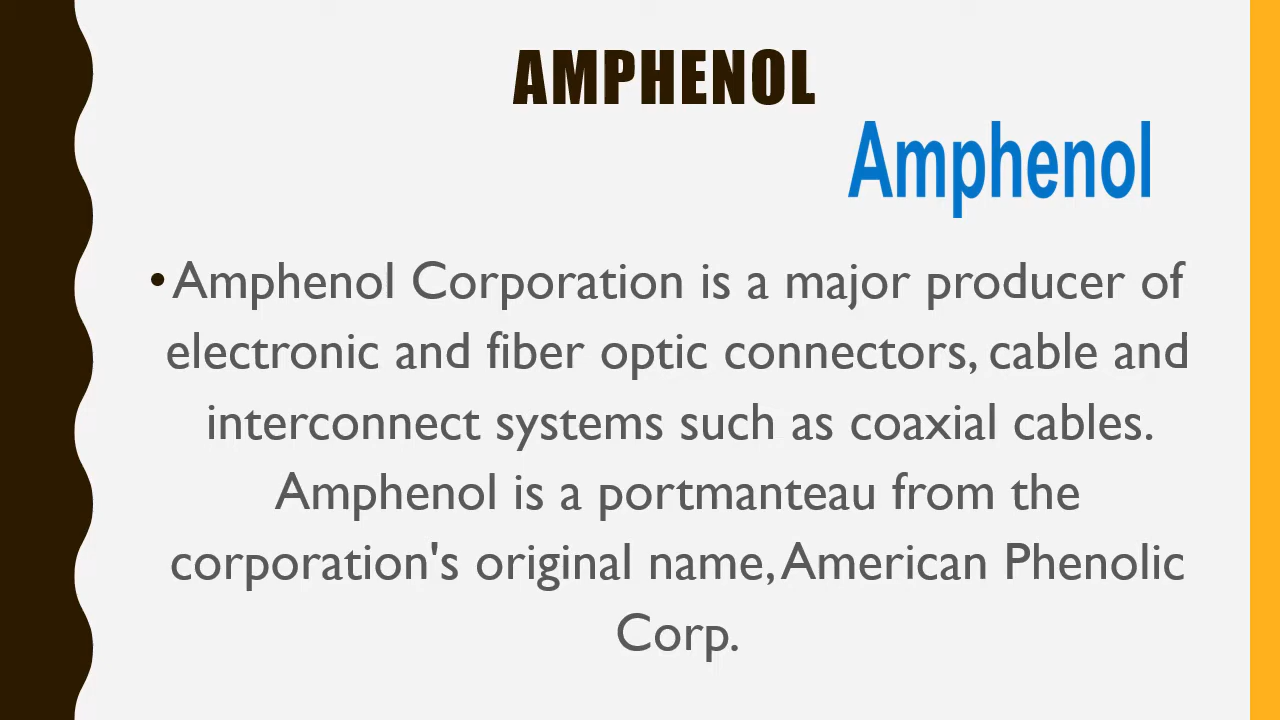 AMPHENOL
Amphenol
•Amphenol Corporation is a major producer of
electronic and fiber optic connectors, cable and
interconnect systems such as coaxial cables.
Amphenol is a portmanteau from the
corporation's original name, American Phenolic
Corp.